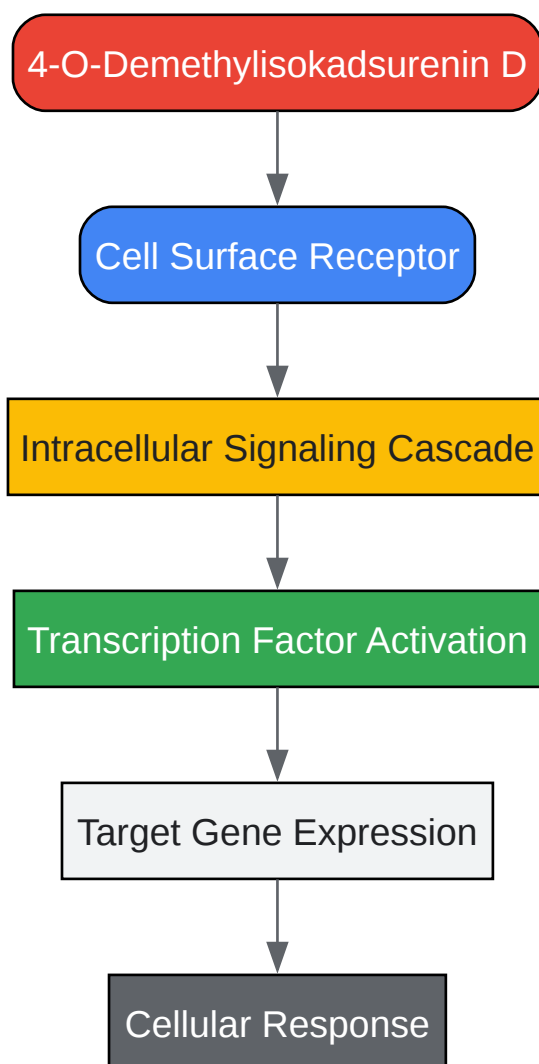 4-O-Demethylisokadsurenin D
Cell Surface Receptor
Intracellular Signaling Cascade
Transcription Factor Activation
Target Gene Expression
Cellular Response